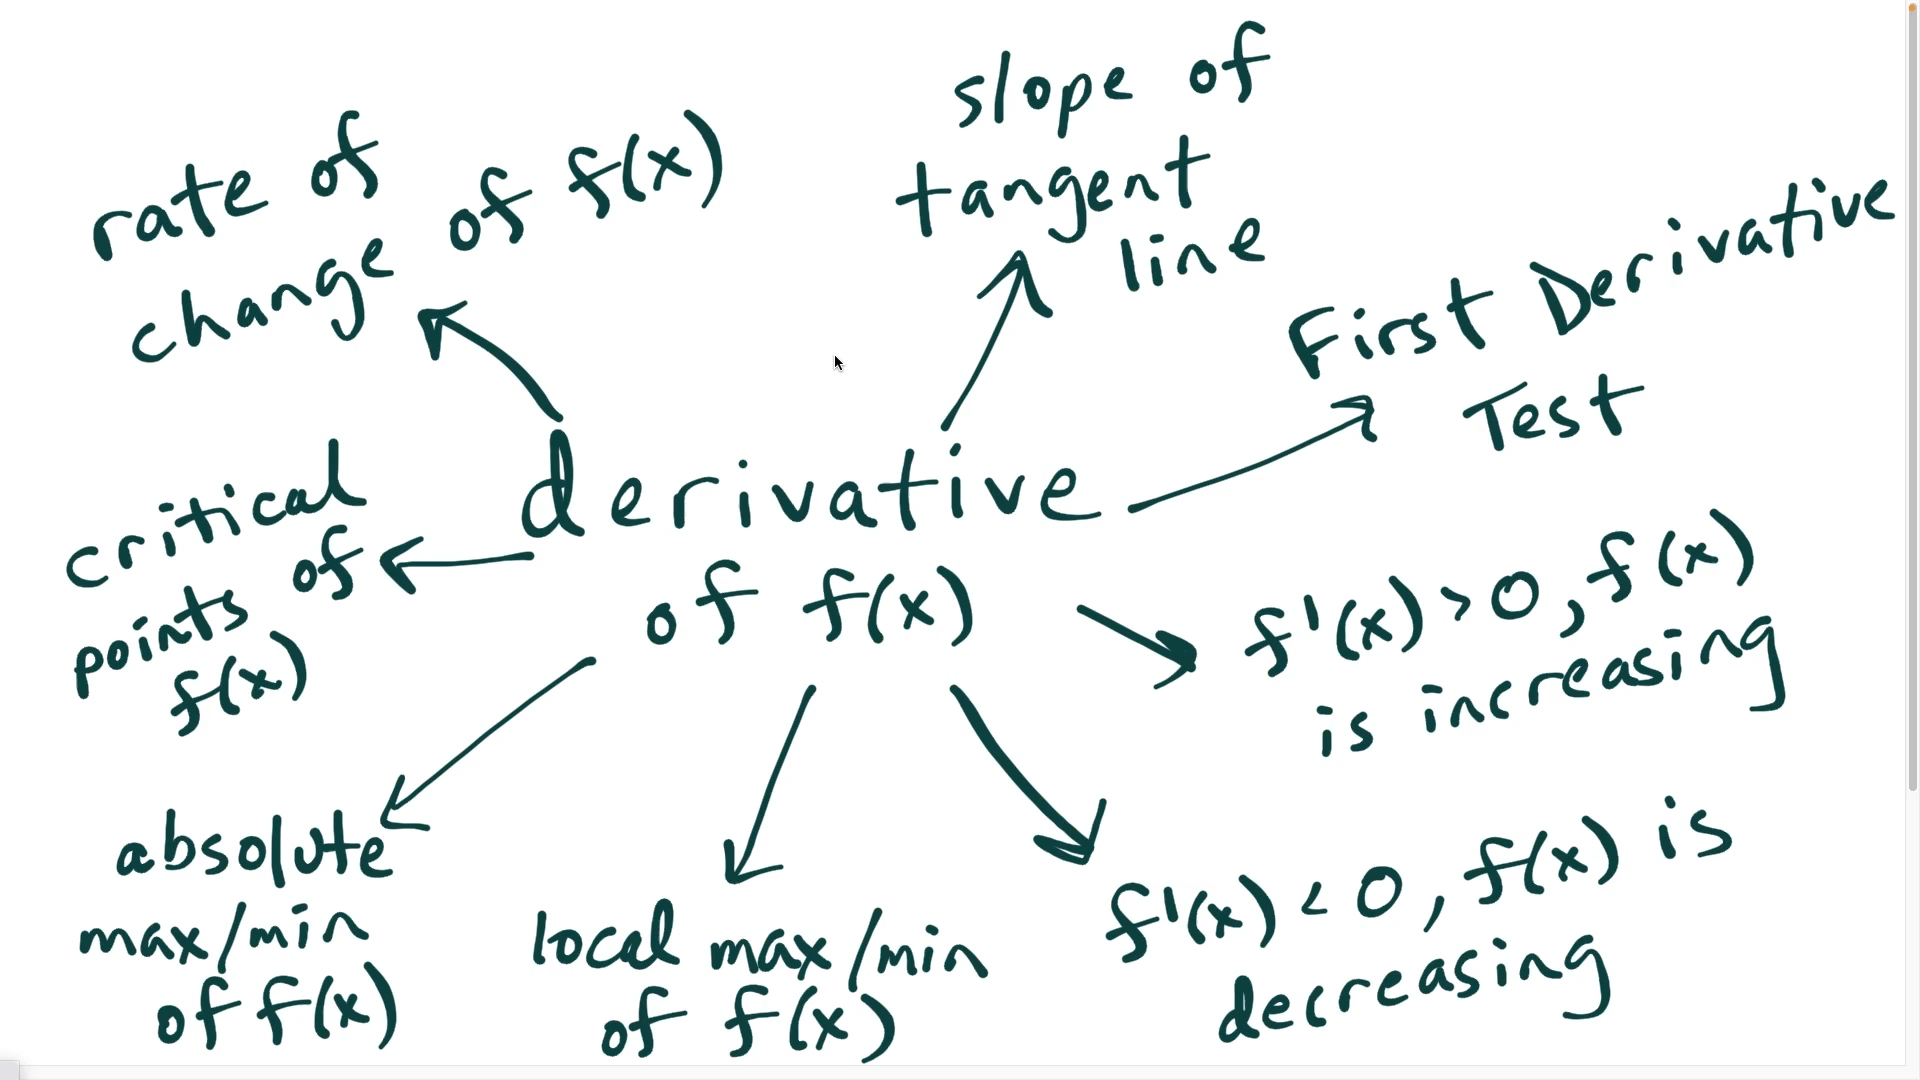 rate of
change of f(x)
slope of
tangent
line
First Derivative
Test
derivative
of f(x)
critical
points of
f(x)
f'(x) > 0, f(x)
is increasing
absolute
max/min
of f(x)
local max/min
of f(x)
f'(x) < 0, f(x) is
decreasing